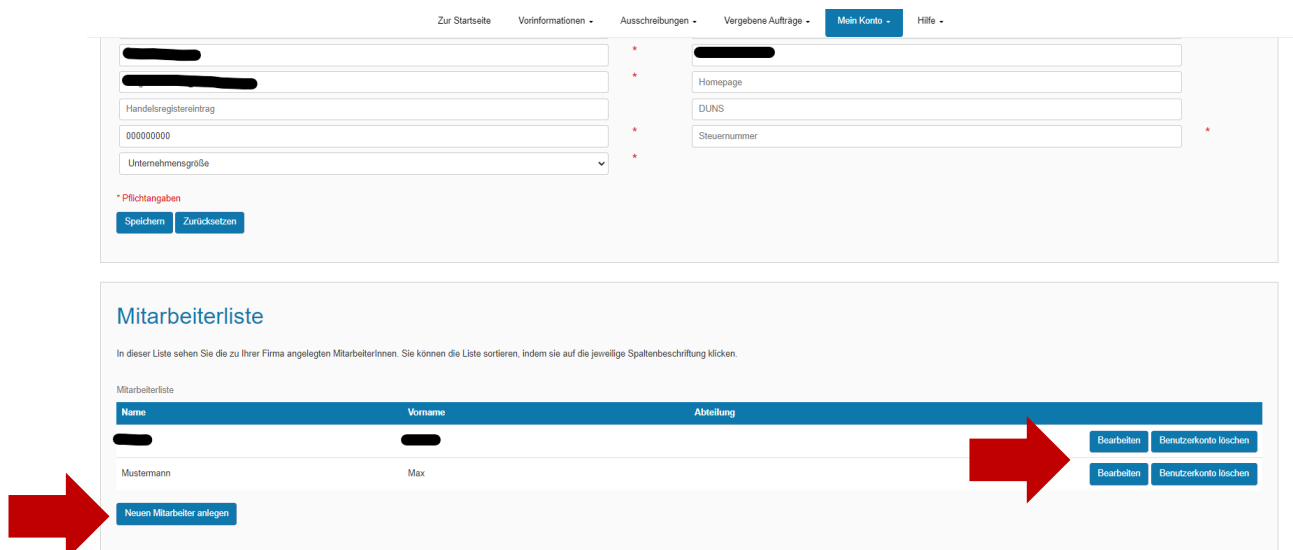 Zur Startseite Vorinformationen Ausschreibungen Vergebene Aufträge Mein Konto Hilfe
*
* Homepage
Handelsregistereintrag DUNS
000000000 * Steuernummer *
Unternehmensgröße *
* Pflichtangaben
Speichern Zurücksetzen
Mitarbeiterliste
In dieser Liste sehen Sie die zu Ihrer Firma angelegten MitarbeiterInnen. Sie können die Liste sortieren, indem sie auf die jeweilige Spaltenbeschriftung klicken.
Mitarbeiterliste
Name Vorname Abteilung
Bearbeiten Benutzerkonto löschen
Mustermann Max Bearbeiten Benutzerkonto löschen
Neuen Mitarbeiter anlegen